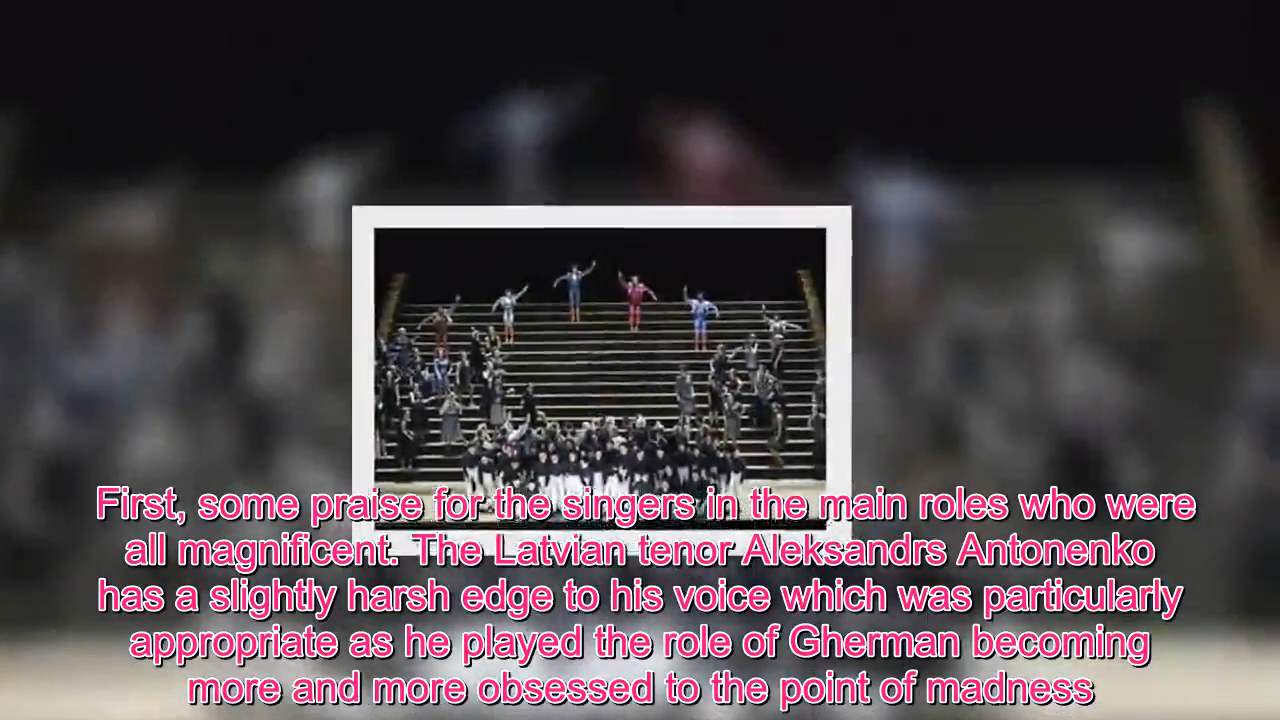 First, some praise for the singers in the main roles who were
all magnificent. The Latvian tenor Aleksandrs Antonenko
has a slightly harsh edge to his voice which was particularly
appropriate as he played the role of Gherman becoming
more and more obsessed to the point of madness